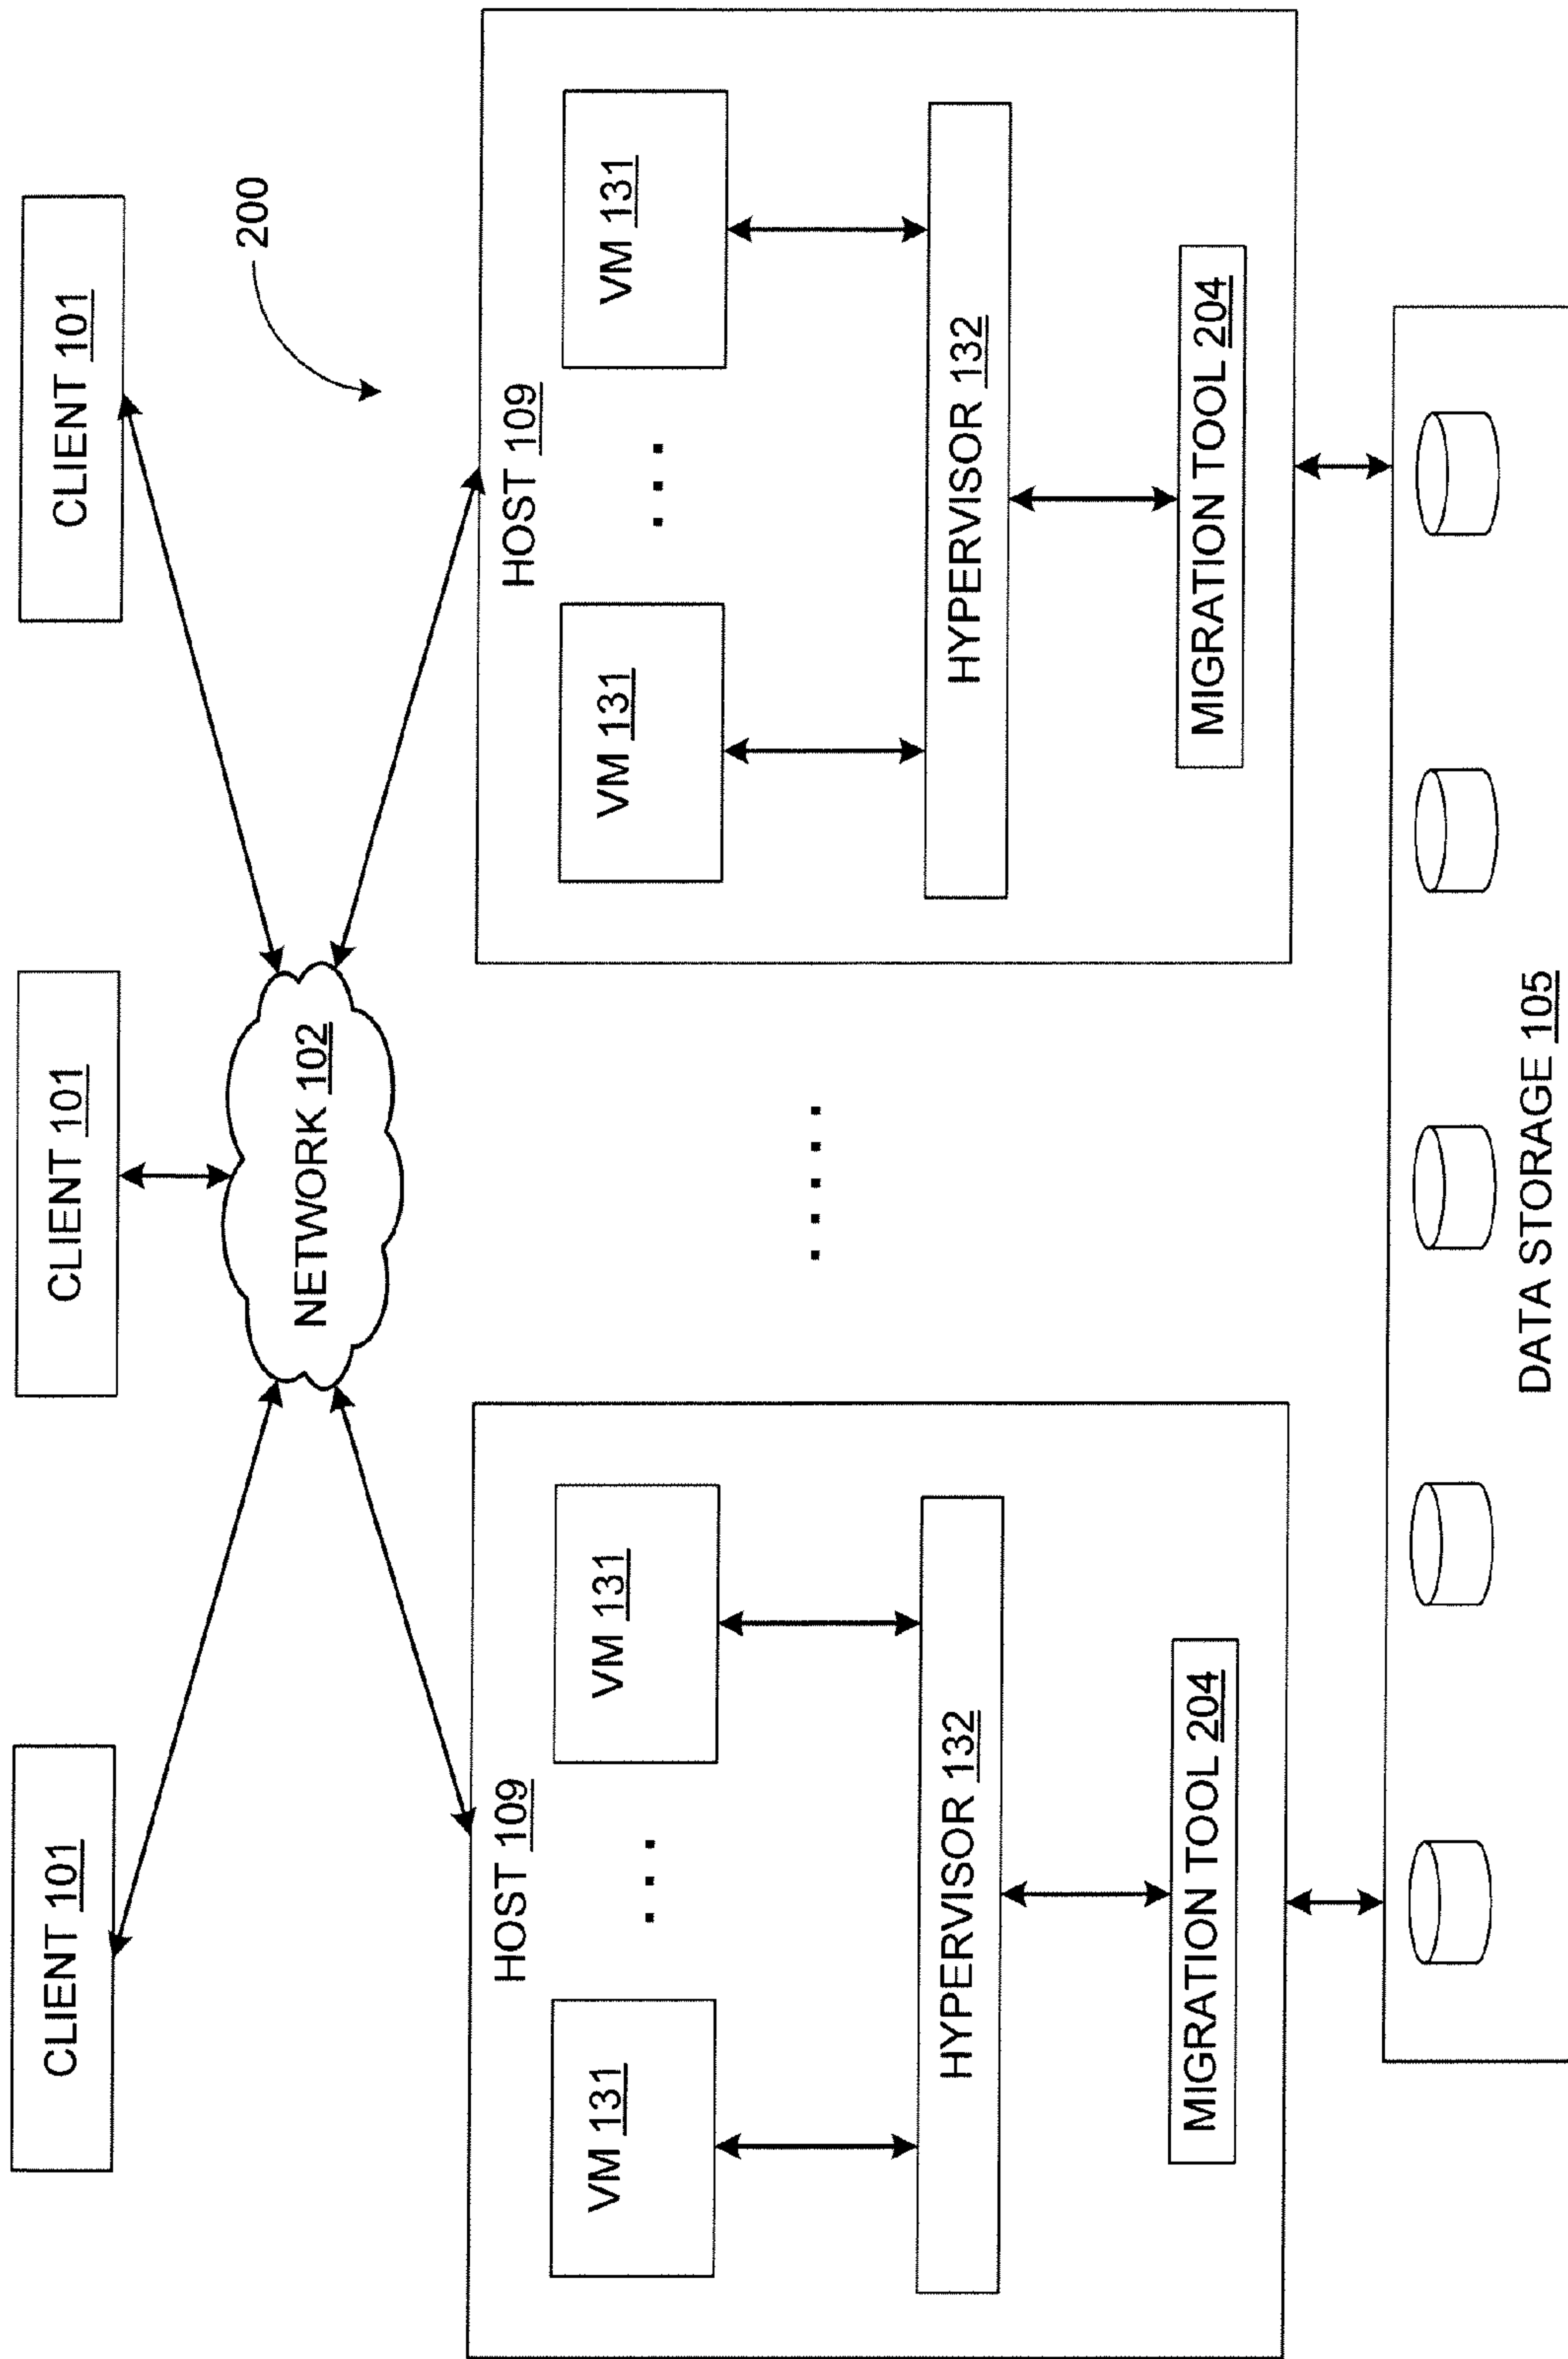 CLIENT 101
CLIENT 101
CLIENT 101
NETWORK 102
200
HOST 109
VM 131
. . .
VM 131
HYPERVISOR 132
MIGRATION TOOL 204
. . . . .
HOST 109
VM 131
. . .
VM 131
HYPERVISOR 132
MIGRATION TOOL 204
DATA STORAGE 105